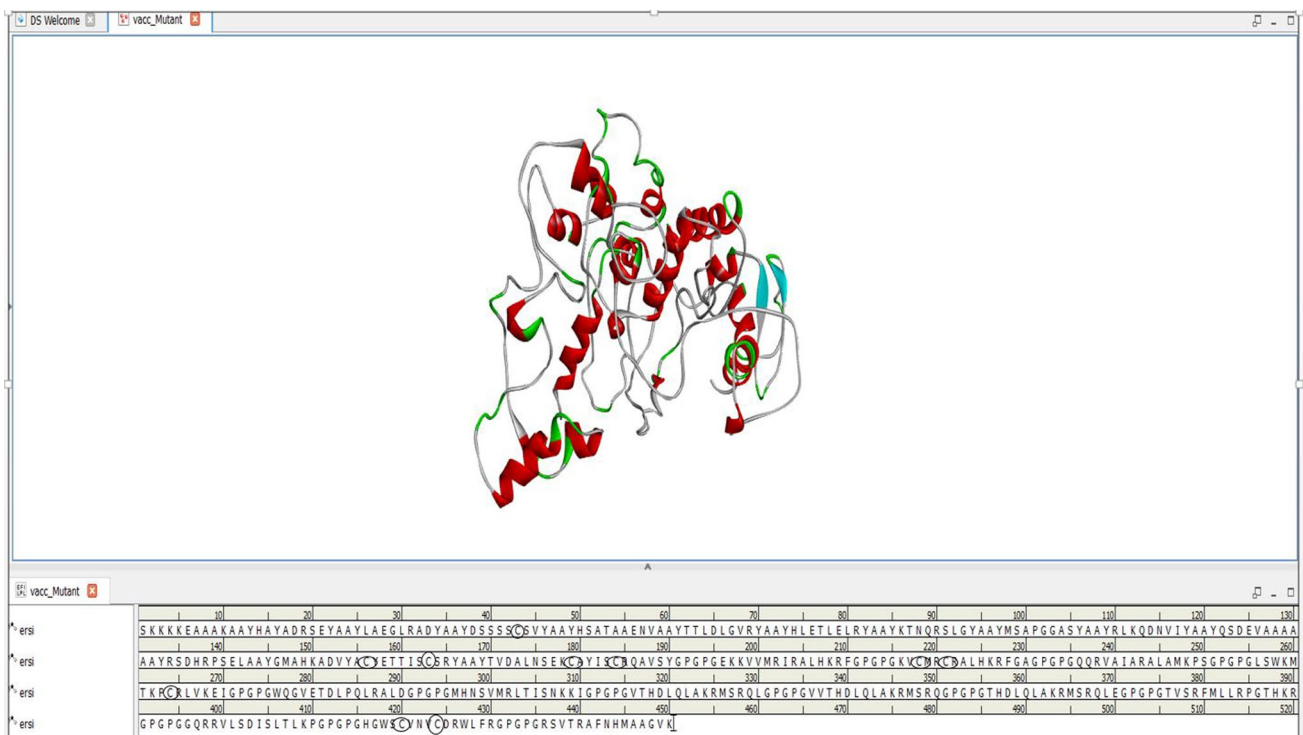 DS Welcome vacc_Mutant
vacc_Mutant
10 20 30 40 50 60 70 80 90 100 110 120 130
ersi SKKKKEAAAKAAYHAYADRSEYAAYLAEGLRADYAAYDSSSSCSVYAAYHSATAAENVAAYTTLDLGVRYAAYHLETLELRYAAYKTNQRSLGYAAYMSAPGGASYAAYRLKQDNVIYAAYQSDEVAAAA
140 150 160 170 180 190 200 210 220 230 240 250 260
ersi AAYRSDHRPSELAAYGMAHKADVYACYETTISCSRYAAYTVDALNSEKCAYISCRQAVSYGPGPGEKKVVMRIRALHKRFGPGPGKVCMRCRALHKRFGAGPGPGQQRVAIARALAMKPSGPGPGLSWKM
270 280 290 300 310 320 330 340 350 360 370 380 390
ersi TKPCRLVKEIGPGPGWQGVETDLPQLRALDGPGPGMHNSVMRLTISNKKIGPGPGVTHDLQLAKRMSRQLGPGPGVVTHDLQLAKRMSRQGPGPGTHDLQLAKRMSRQLEGPGPGTVSRFMLLRPGTHKR
400 410 420 430 440 450 460 470 480 490 500 510 520
ersi GPGPGGQRRVLSDISLTLKPGPGPGHGWSCVNVCDRWLFRGPGPGRSVTRAFNHMAAGVK